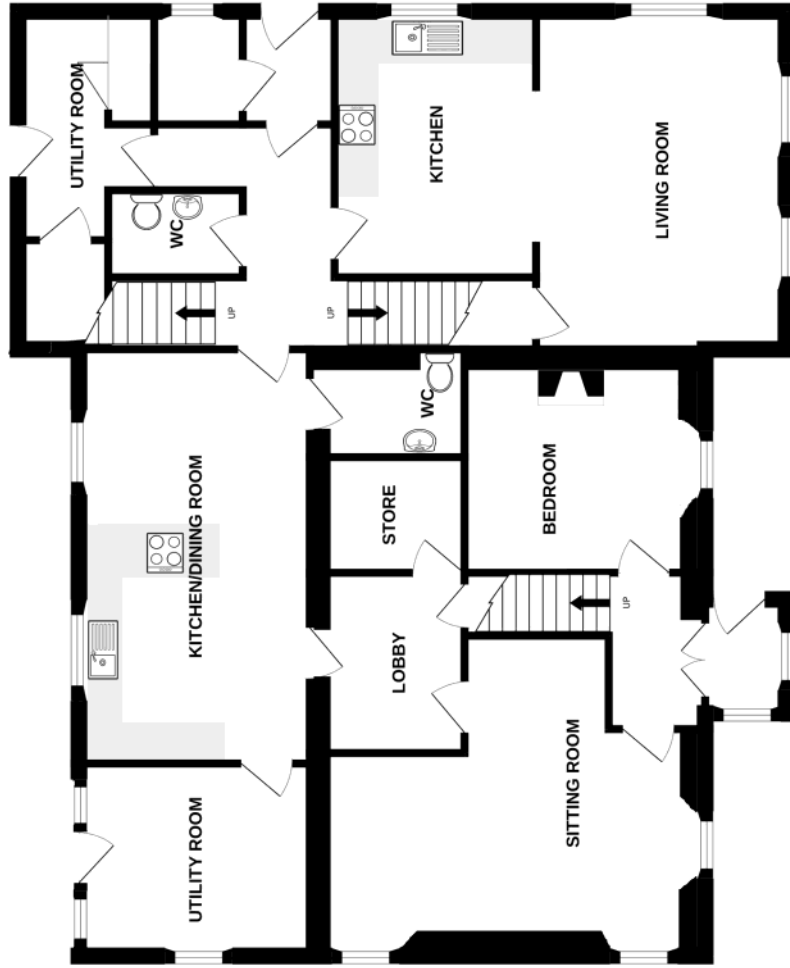 UTILITY ROOM
KITCHEN
LIVING ROOM
WC
UP
UP
WC
KITCHEN/DINING ROOM
STORE
BEDROOM
UP
LOBBY
SITTING ROOM
UTILITY ROOM